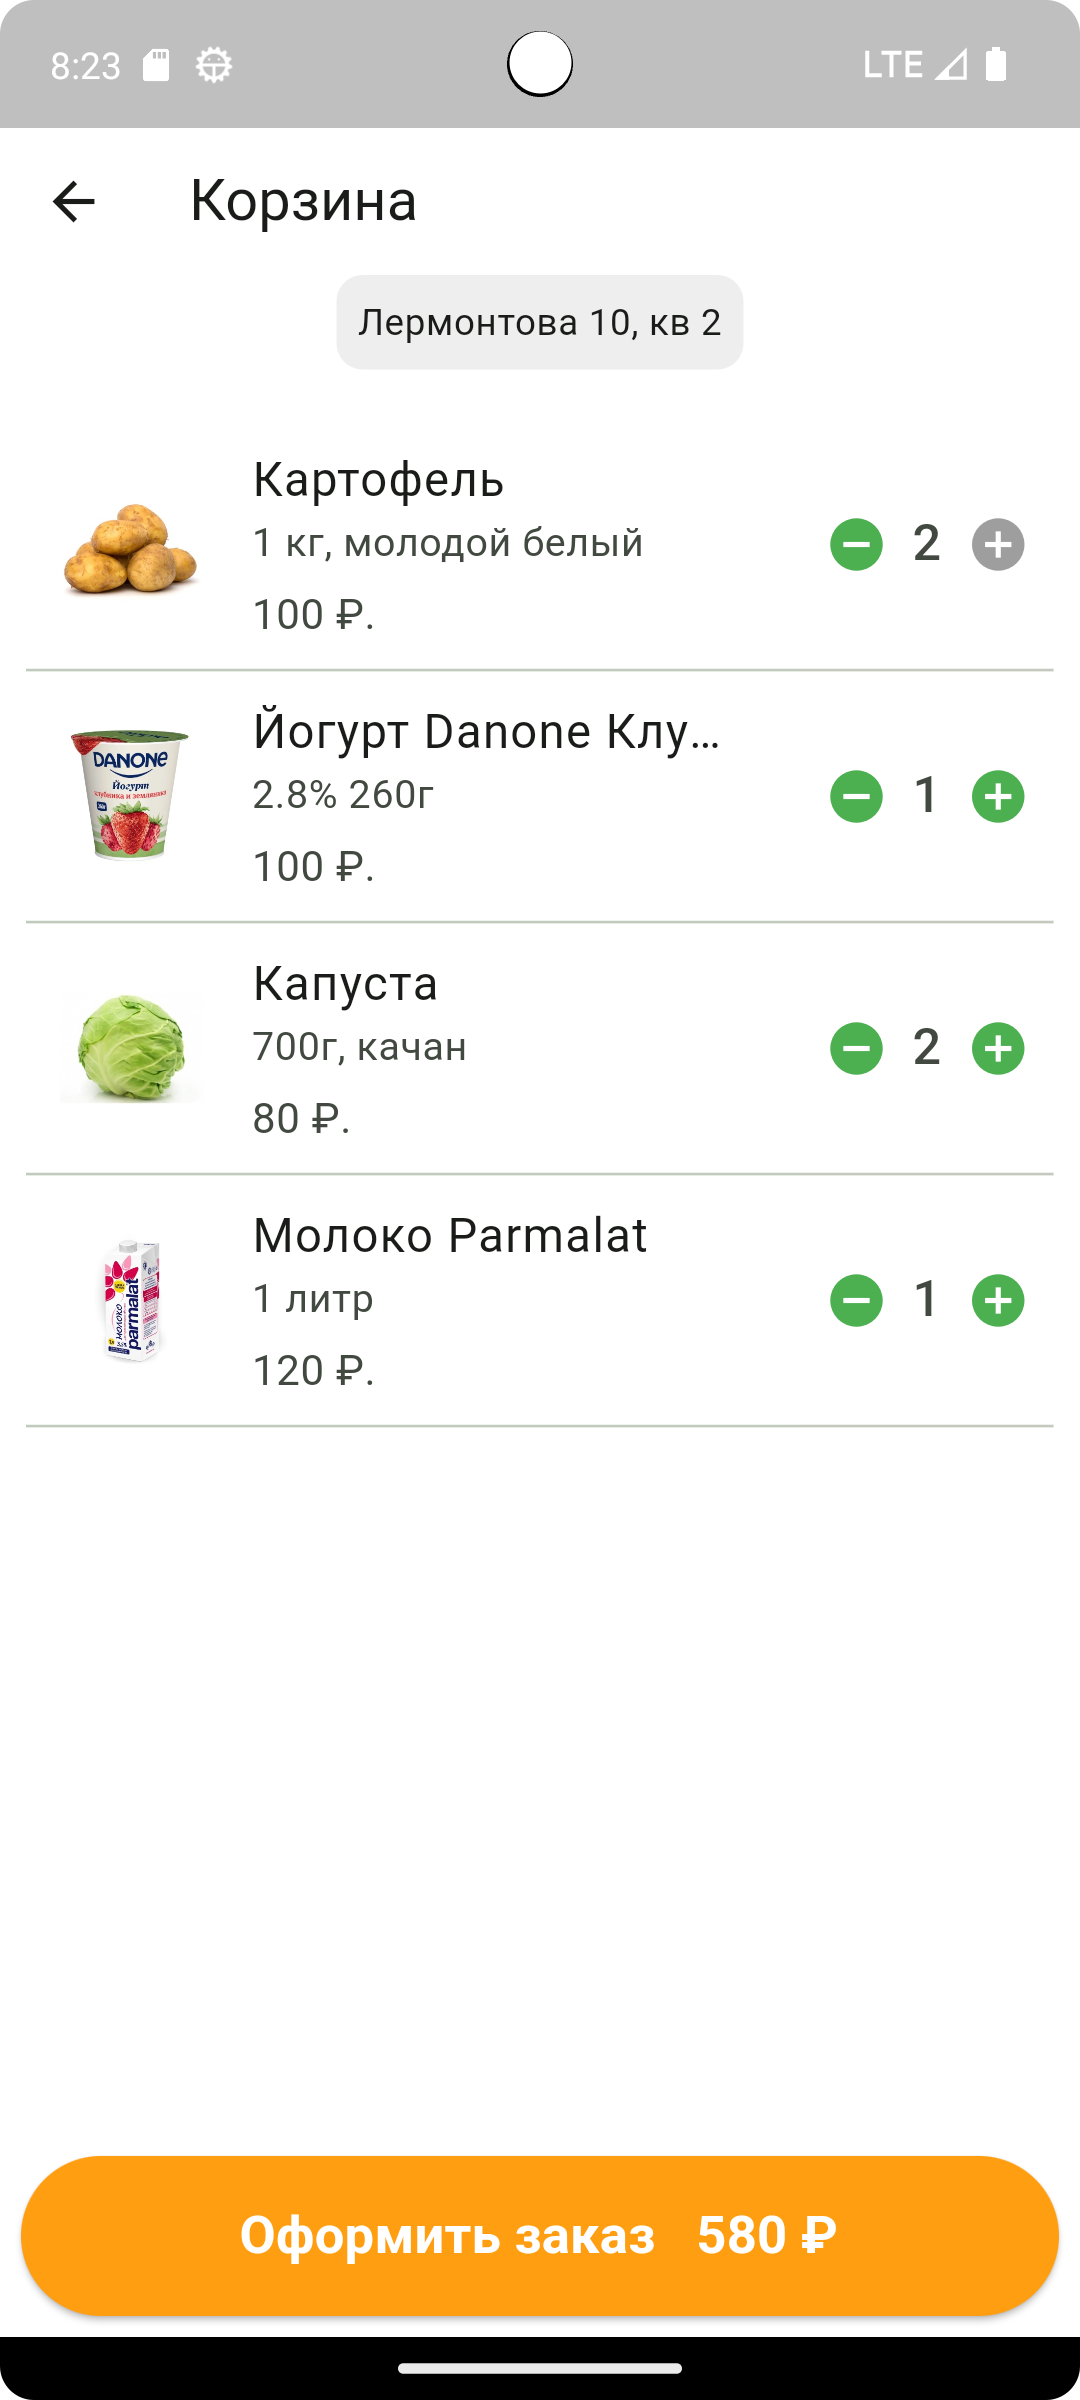 8:23 LTE
Корзина
Лермонтова 10, кв 2
Картофель
1 кг, молодой белый
2
100 ₽.
Йогурт Danone Клу...
2.8% 260г
1
100 ₽.
DANONE
Йогурт
клубника и земляника
Капуста
700г, качан
2
80 ₽.
Молоко Parmalat
1 литр
1
120 ₽.
молоко
parmalat
Оформить заказ 580 ₽